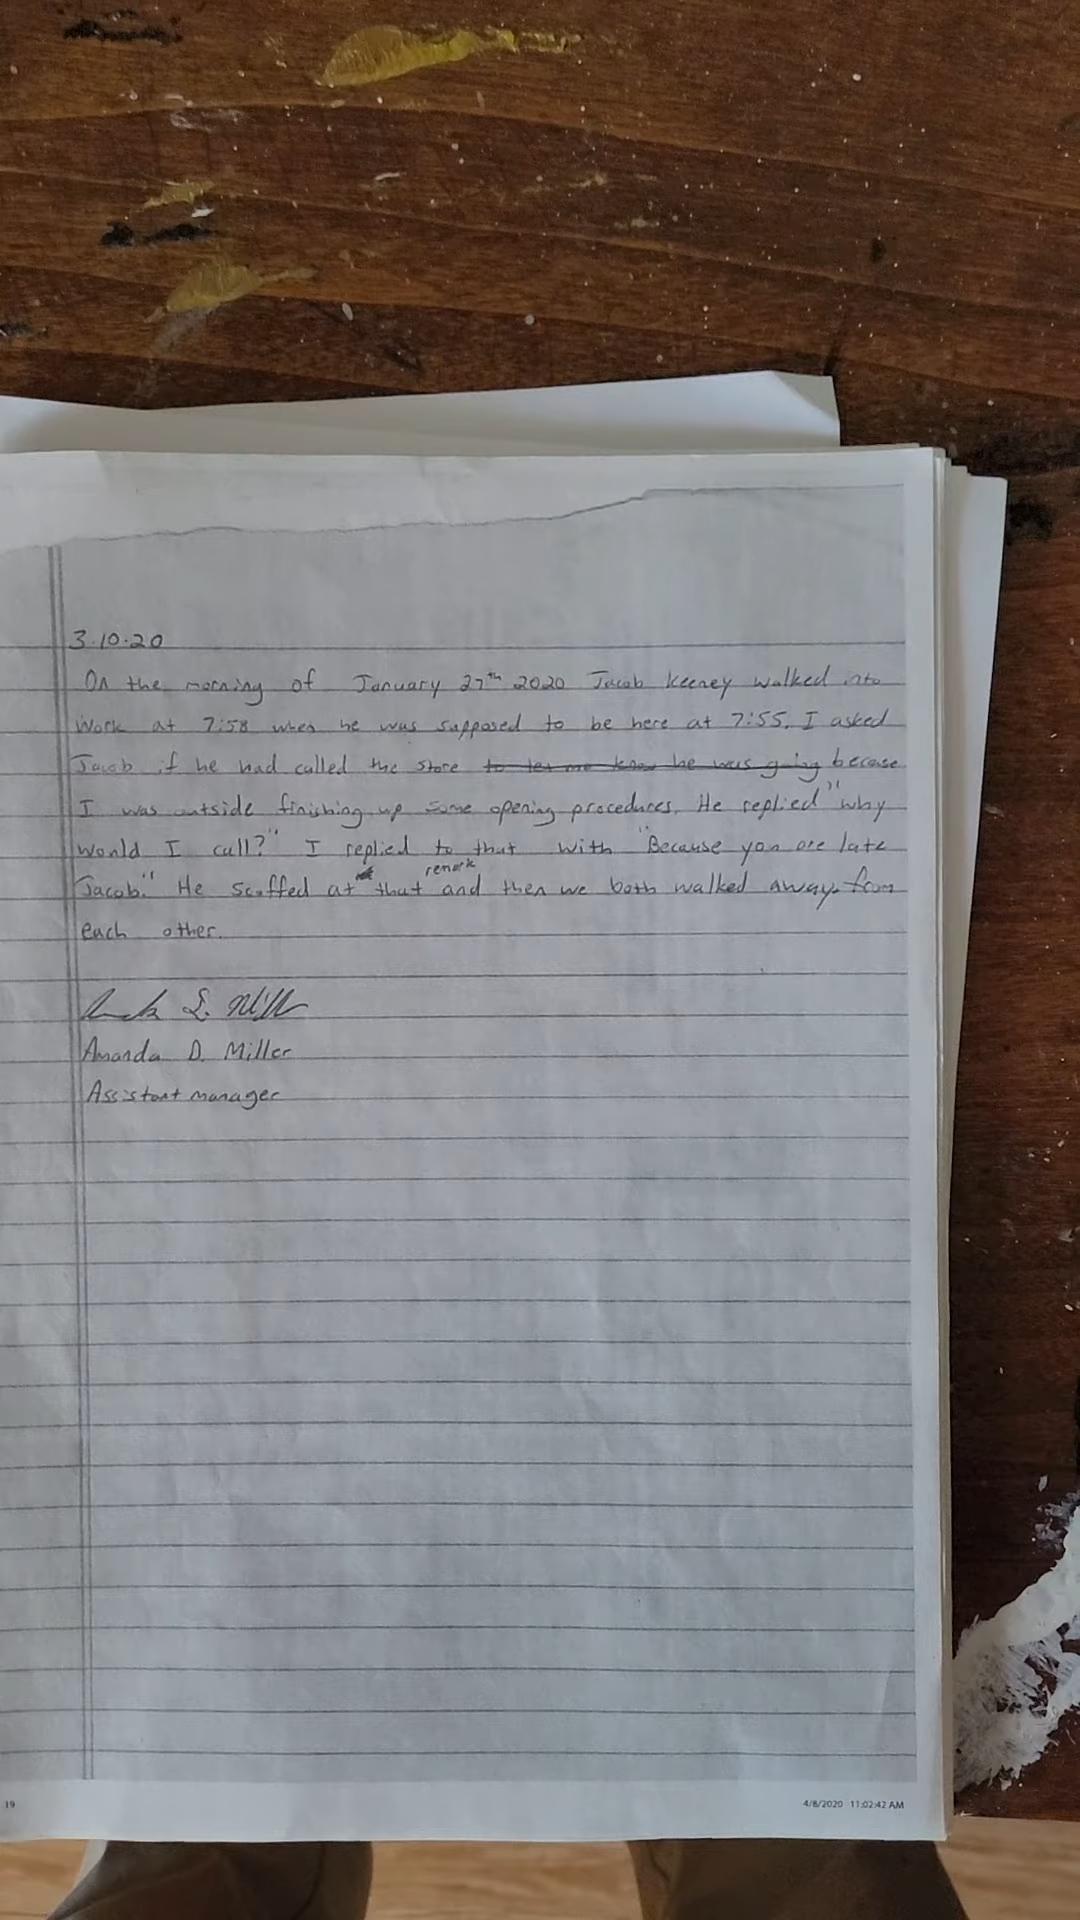 3.10.20
On the morning of January 27th 2020 Jacob Keeney walked into
work at 7:58 when he was supposed to be here at 7:55. I asked
Jacob if he had called the store to let me know he was going becase
I was outside finishing up some opening procedures. He replied "why
would I call?" I replied to that with "Because you are late
remark
Jacob." He scoffed at that and then we both walked away from
each other.
Amanda D. Miller
Assistant manager
19
4/8/2020 11:02:42 AM